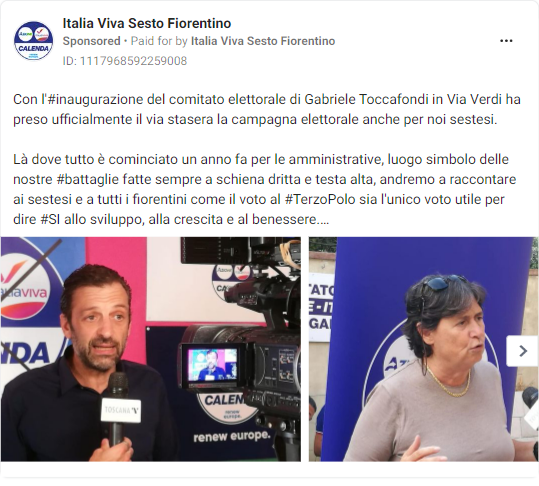 Italia Viva Sesto Fiorentino
Sponsored • Paid for by Italia Viva Sesto Fiorentino
ID: 1117968592259008
Con l'#inaugurazione del comitato elettorale di Gabriele Toccafondi in Via Verdi ha
preso ufficialmente il via stasera la campagna elettorale anche per noi sestesi.
Là dove tutto è cominciato un anno fa per le amministrative, luogo simbolo delle
nostre #battaglie fatte sempre a schiena dritta e testa alta, andremo a raccontare
ai sestesi e a tutti i fiorentini come il voto al #TerzoPolo sia l'unico voto utile per
dire #SI allo sviluppo, alla crescita e al benessere....
CALENDA
aliaviva
NDA
TOSCANA
CALENDA
renew europe.
TATO
GA